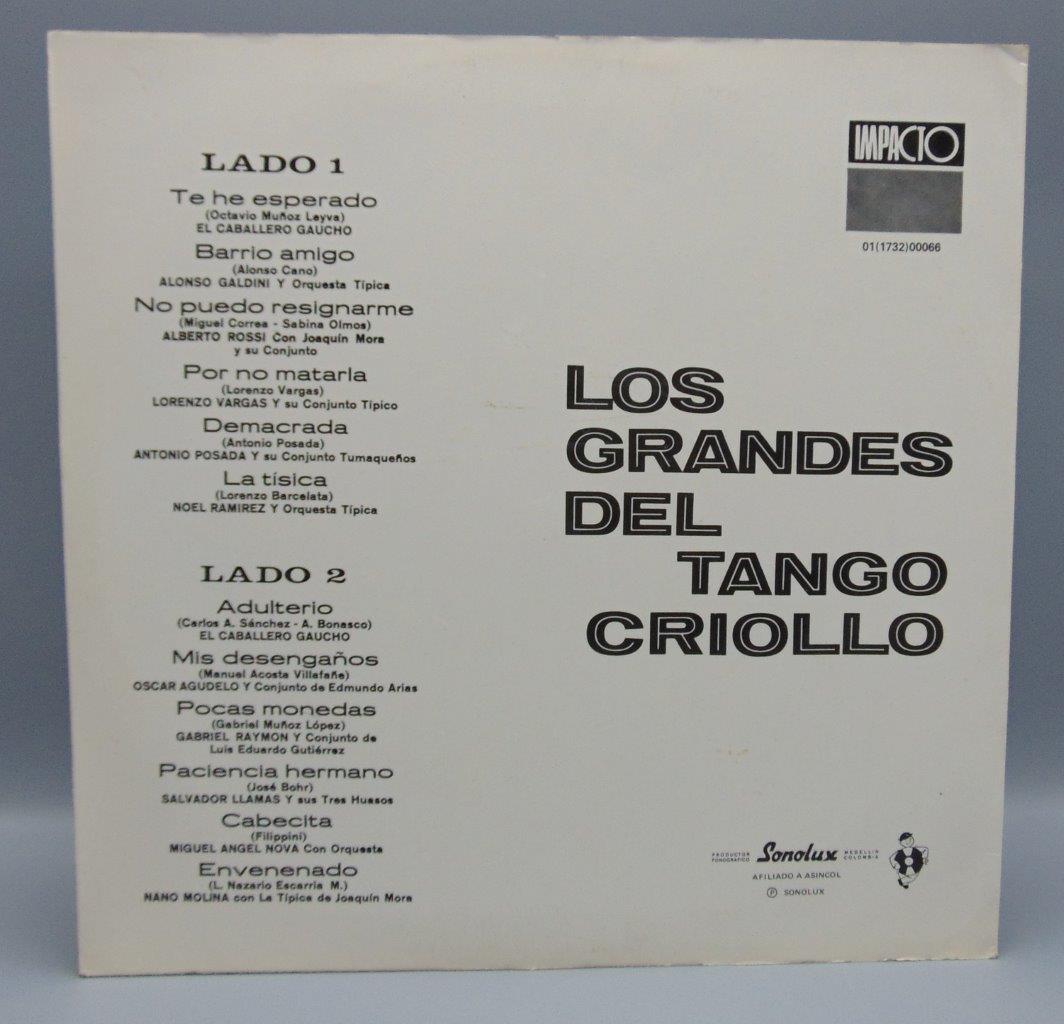 LADO 1
Te he esperado
(Octavio Muñoz Leyva)
EL CABALLERO GAUCHO
Barrio amigo
(Alonso Cano)
ALONSO GALDINI Y Orquesta Típica
No puedo resignarme
(Miguel Correa - Sabina Olmos)
ALBERTO ROSSI Con Joaquín Mora
y su Conjunto
Por no matarla
(Lorenzo Vargas)
LORENZO VARGAS Y su Conjunto Típico
Demacrada
(Antonio Posada)
ANTONIO POSADA Y su Conjunto Tumaqueños
La tísica
(Lorenzo Barcelata)
NOEL RAMIREZ Y Orquesta Típica
LADO 2
Adulterio
(Carlos A. Sánchez - A. Bonasco)
EL CABALLERO GAUCHO
Mis desengaños
(Manuel Acosta Villafañe)
OSCAR AGUDELO Y Conjunto de Edmundo Arias
Pocas monedas
(Gabriel Muñoz López)
GABRIEL RAYMON Y Conjunto de
Luis Eduardo Gutiérrez
Paciencia hermano
(José Bohr)
SALVADOR LLAMAS Y sus Tres Huasos
Cabecita
(Filippini)
MIGUEL ANGEL NOVA Con Orquesta
Envenenado
(L. Nazario Escarria M.)
NANO MOLINA con La Típica de Joaquín Mora
IMPACTO
01(1732)00066
LOS
GRANDES
DEL
TANGO
CRIOLLO
PRODUCTOR
FONOGRAFICO
Sonolux
MEDELLIN
COLOMBIA
AFILIADO A ASINCOL
Ⓟ SONOLUX